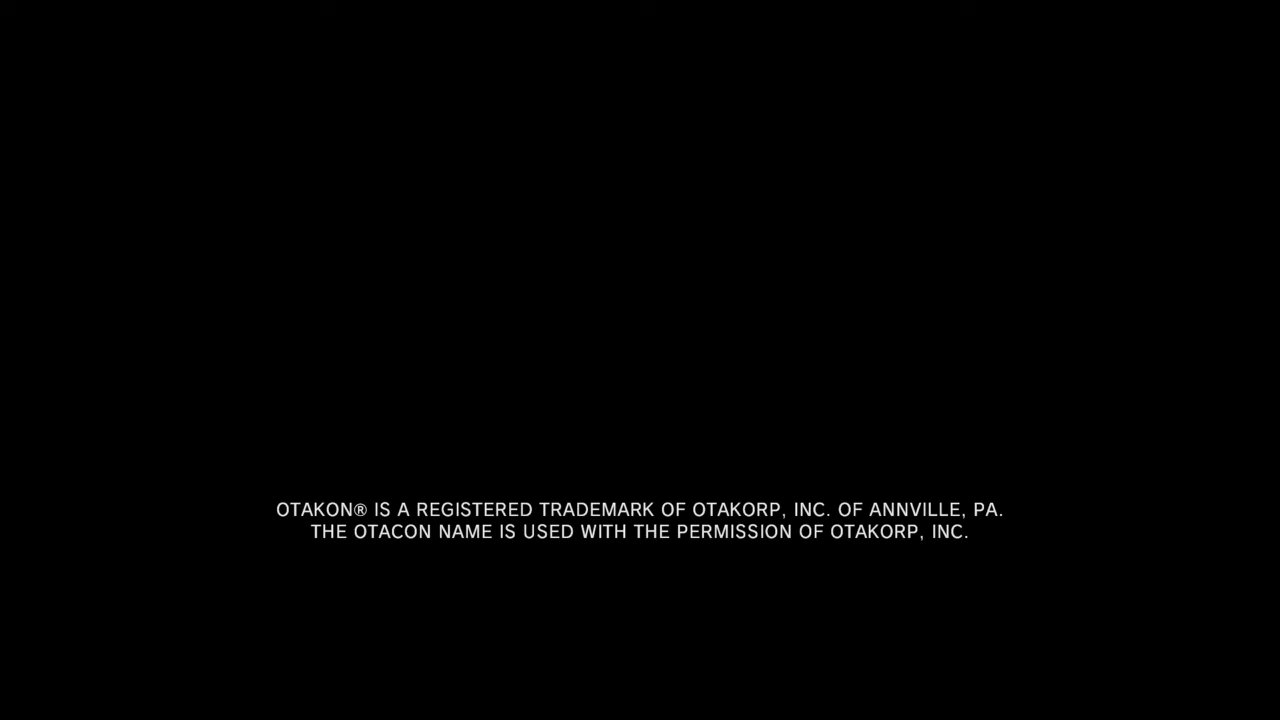 OTAKON® IS A REGISTERED TRADEMARK OF OTAKORP, INC. OF ANNVILLE, PA.
THE OTACON NAME IS USED WITH THE PERMISSION OF OTAKORP, INC.